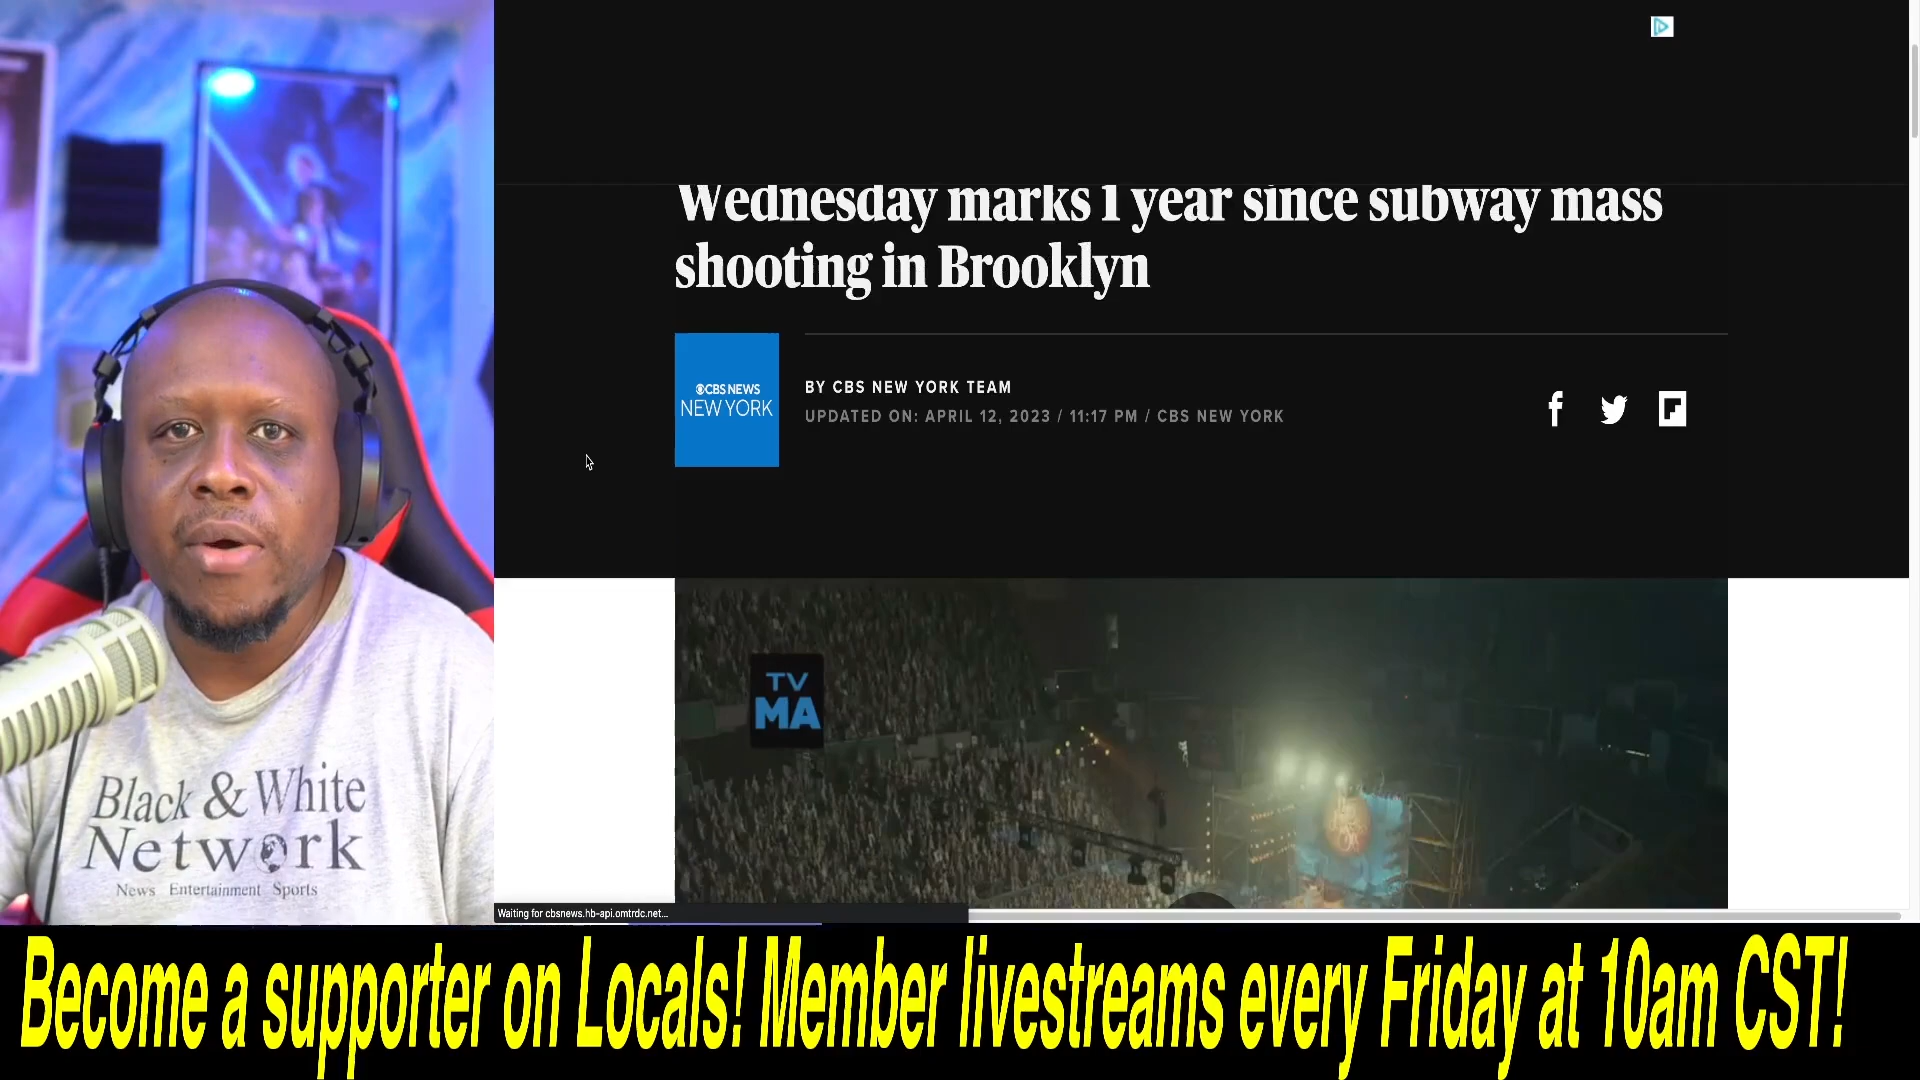 Wednesday marks 1 year since subway mass
shooting in Brooklyn
CBS NEWS
NEW YORK
BY CBS NEW YORK TEAM
UPDATED ON: APRIL 12, 2023 / 11:17 PM / CBS NEW YORK
TV
MA
Black & White
Network
News Entertainment Sports
Waiting for cbsnews.hb-api.omtrdc.net...
Become a supporter on Locals! Member livestreams every Friday at 10am CST!